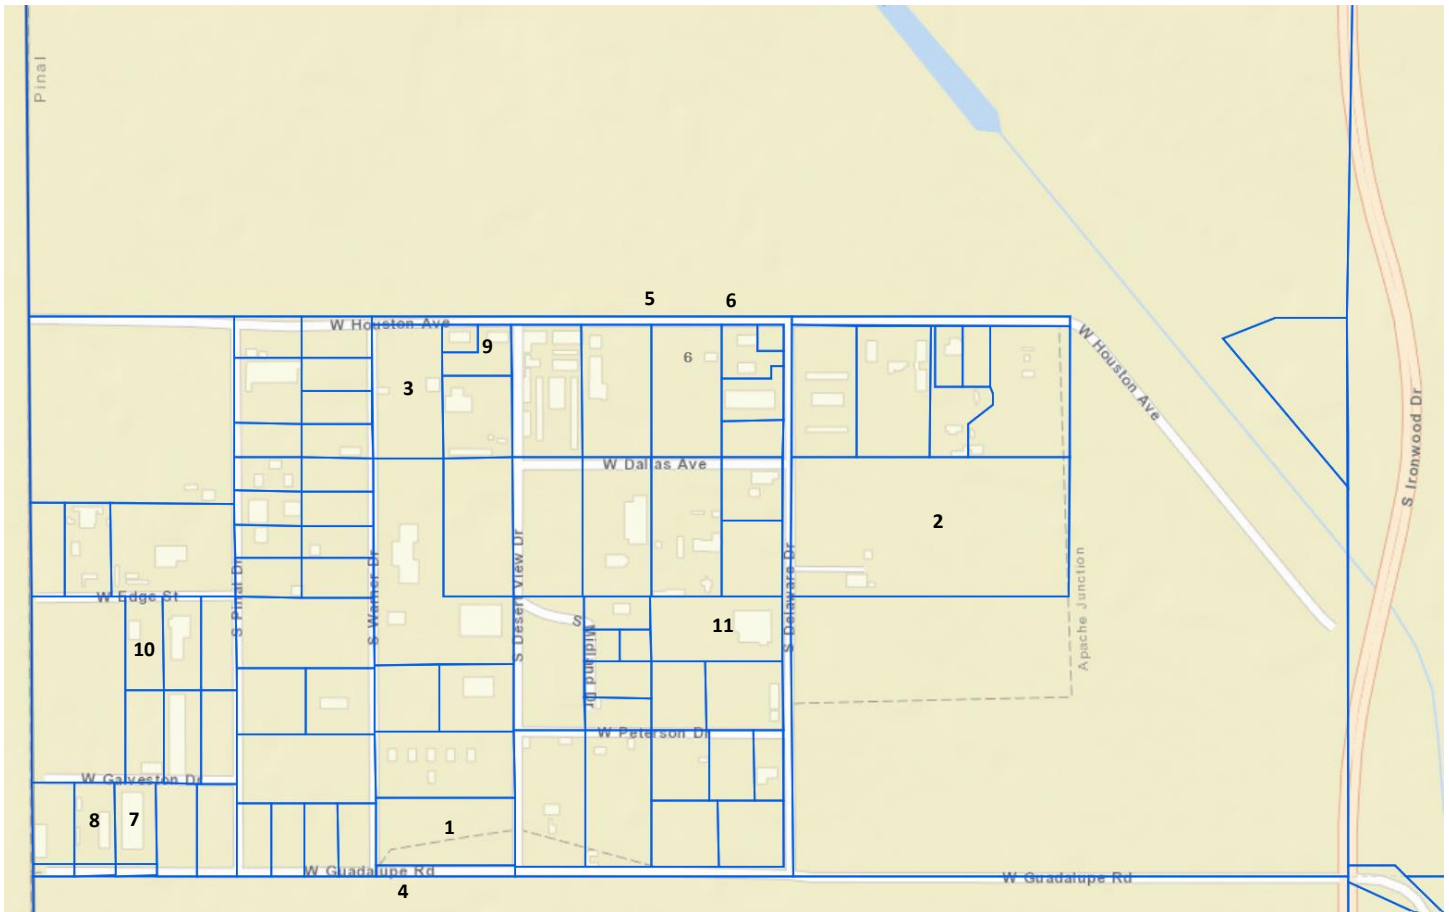 Pinal
5
6
W Houston Ave
W Houston Ave
9
6
3
S Ironwood Dr
W Dallas Ave
2
S Pinal Dr
S Warner Dr
S Desert View Dr
S Delaware Dr
Apache Junction
W Edge St
S Midialnd Dr
11
10
W Peterson Dr
W Galveston Dr
8
7
1
W Guadalupe Rd
W Guadalupe Rd
4